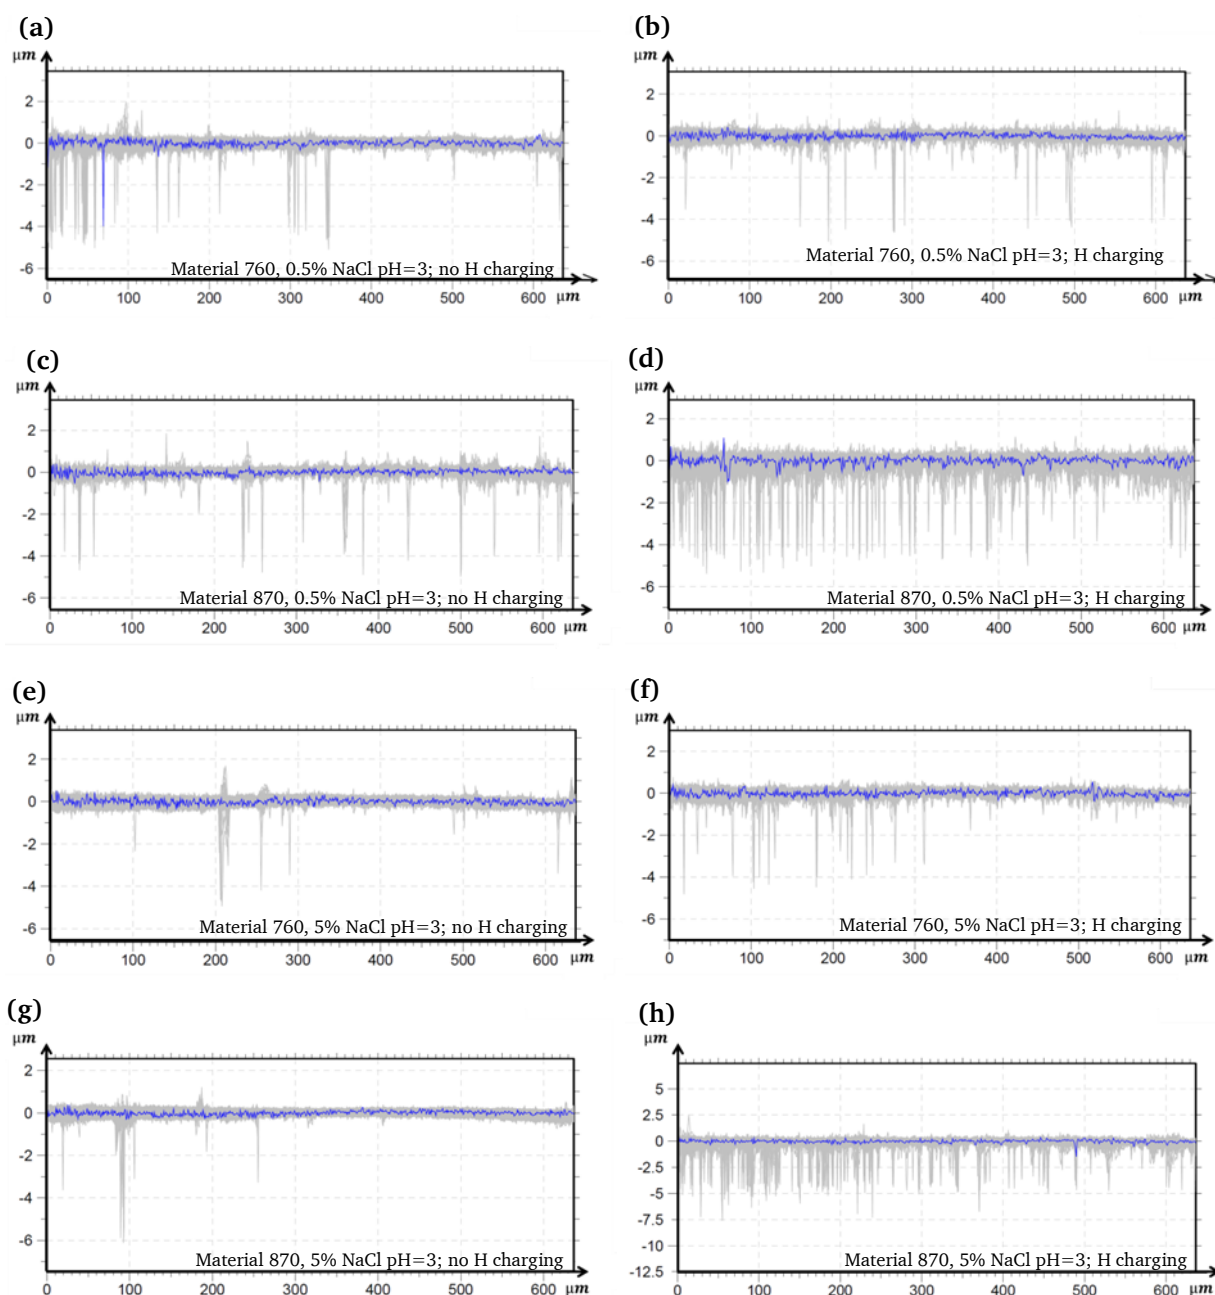 (a)
μm
2
0
-2
-4
-6
Material 760, 0.5% NaCl pH=3; no H charging
0 100 200 300 400 500 600 μm
(b)
μm
2
0
-2
-4
-6
Material 760, 0.5% NaCl pH=3; H charging
0 100 200 300 400 500 600 μm
(c)
μm
2
0
-2
-4
-6
Material 870, 0.5% NaCl pH=3; no H charging
0 100 200 300 400 500 600 μm
(d)
μm
2
0
-2
-4
-6
Material 870, 0.5% NaCl pH=3; H charging
0 100 200 300 400 500 600 μm
(e)
μm
2
0
-2
-4
-6
Material 760, 5% NaCl pH=3; no H charging
0 100 200 300 400 500 600 μm
(f)
μm
2
0
-2
-4
-6
Material 760, 5% NaCl pH=3; H charging
0 100 200 300 400 500 600 μm
(g)
μm
2
0
-2
-4
-6
Material 870, 5% NaCl pH=3; no H charging
0 100 200 300 400 500 600 μm
(h)
μm
5
2.5
0
-2.5
-5
-7.5
-10
-12.5
Material 870, 5% NaCl pH=3; H charging
0 100 200 300 400 500 600 μm